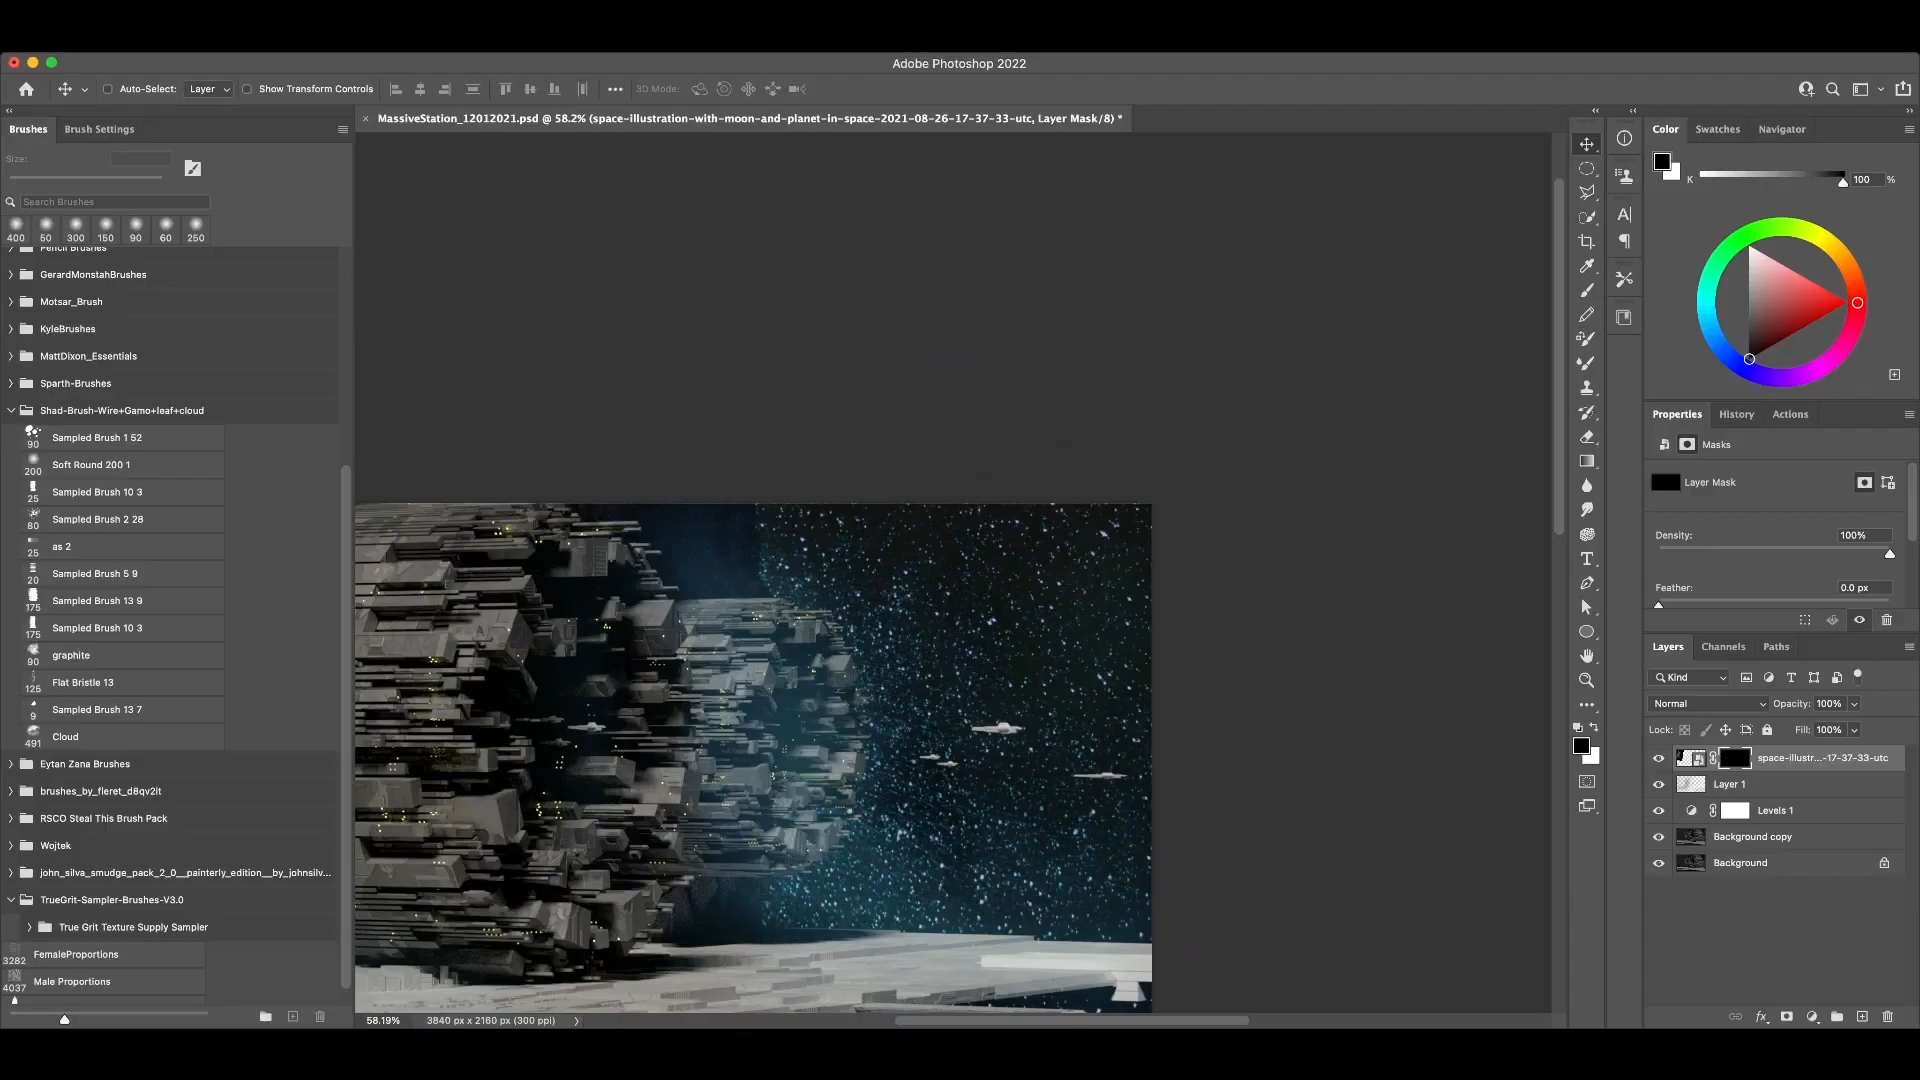 Adobe Photoshop 2022
Auto-Select: Layer Show Transform Controls 3D Mode:
Brushes Brush Settings
MassiveStation_12012021.psd @ 58.2% (space-illustration-with-moon-and-planet-in-space-2021-08-26-17-37-33-utc, Layer Mask/8) *
Color Swatches Navigator
Size:
K 100 %
Search Brushes
400 50 300 150 90 60 250
Pencil Brushes
GerardMonstahBrushes
Motsar_Brush
KyleBrushes
MattDixon_Essentials
Sparth-Brushes
Shad-Brush-Wire+Gamo+leaf+cloud
90 Sampled Brush 1 52
200 Soft Round 200 1
25 Sampled Brush 10 3
80 Sampled Brush 2 28
25 as 2
20 Sampled Brush 5 9
175 Sampled Brush 13 9
175 Sampled Brush 10 3
90 graphite
125 Flat Bristle 13
9 Sampled Brush 13 7
491 Cloud
Eytan Zana Brushes
brushes_by_fleret_d8qv2it
RSCO Steal This Brush Pack
Wojtek
john_silva_smudge_pack_2_0__painterly_edition__by_johnsilv...
TrueGrit-Sampler-Brushes-V3.0
True Grit Texture Supply Sampler
3282 FemaleProportions
4037 Male Proportions
58.19% 3840 px x 2160 px (300 ppi)
Properties History Actions
Masks
Layer Mask
Density: 100%
Feather: 0.0 px
Layers Channels Paths
Kind
Normal Opacity: 100%
Lock: Fill: 100%
space-illustr...-17-37-33-utc
Layer 1
Levels 1
Background copy
Background
fx